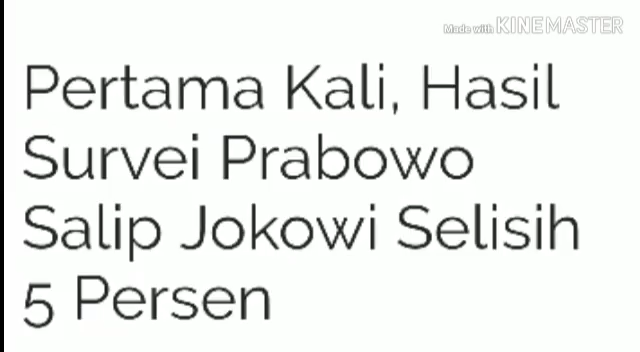 Made with KINEMASTER
Pertama Kali, Hasil
Survei Prabowo
Salip Jokowi Selisih
5 Persen